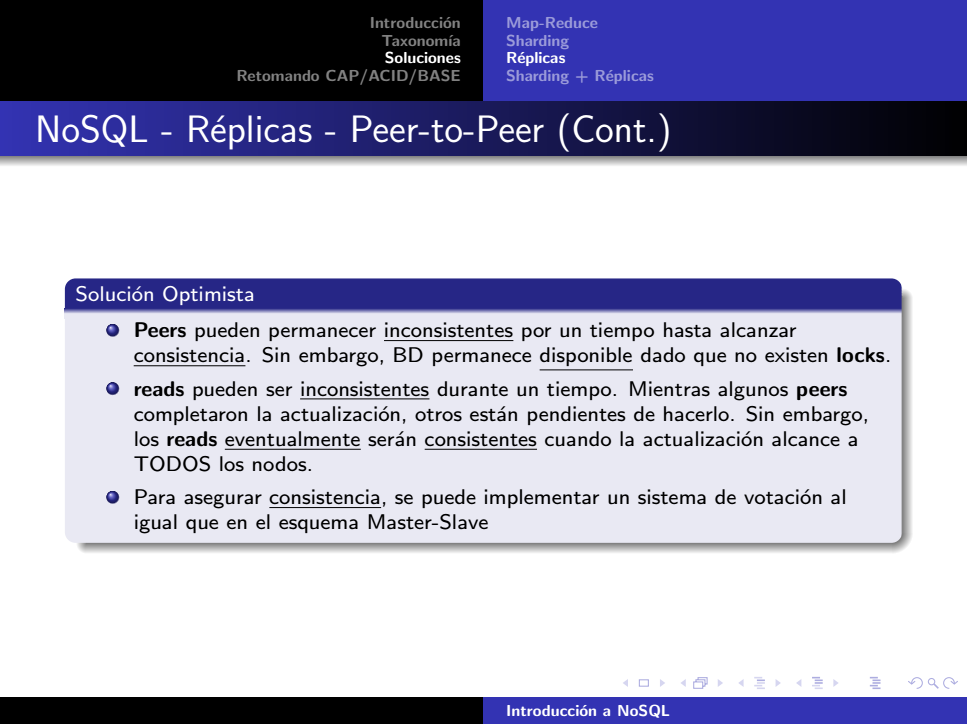 Introducción
Taxonomía
Soluciones
Retomando CAP/ACID/BASE
Map-Reduce
Sharding
Réplicas
Sharding + Réplicas
NoSQL - Réplicas - Peer-to-Peer (Cont.)
Solución Optimista
Peers pueden permanecer inconsistentes por un tiempo hasta alcanzar
consistencia. Sin embargo, BD permanece disponible dado que no existen locks.
reads pueden ser inconsistentes durante un tiempo. Mientras algunos peers
completaron la actualización, otros están pendientes de hacerlo. Sin embargo,
los reads eventualmente serán consistentes cuando la actualización alcance a
TODOS los nodos.
Para asegurar consistencia, se puede implementar un sistema de votación al
igual que en el esquema Master-Slave
Introducción a NoSQL